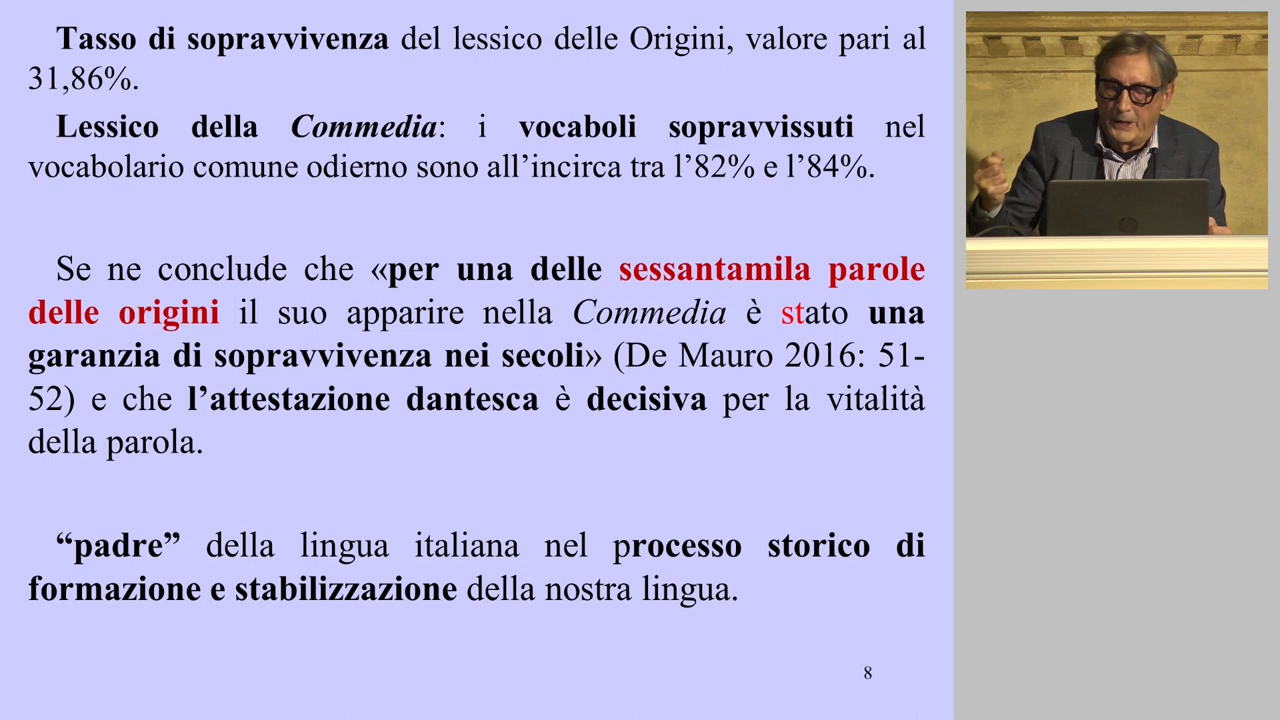 Tasso di sopravvivenza del lessico delle Origini, valore pari al
31,86%.
Lessico della Commedia: i vocaboli sopravvissuti nel
vocabolario comune odierno sono all’incirca tra l’82% e l’84%.
Se ne conclude che «per una delle sessantamila parole
delle origini il suo apparire nella Commedia è stato una
garanzia di sopravvivenza nei secoli» (De Mauro 2016: 51-
52) e che l’attestazione dantesca è decisiva per la vitalità
della parola.
“padre” della lingua italiana nel processo storico di
formazione e stabilizzazione della nostra lingua.
8